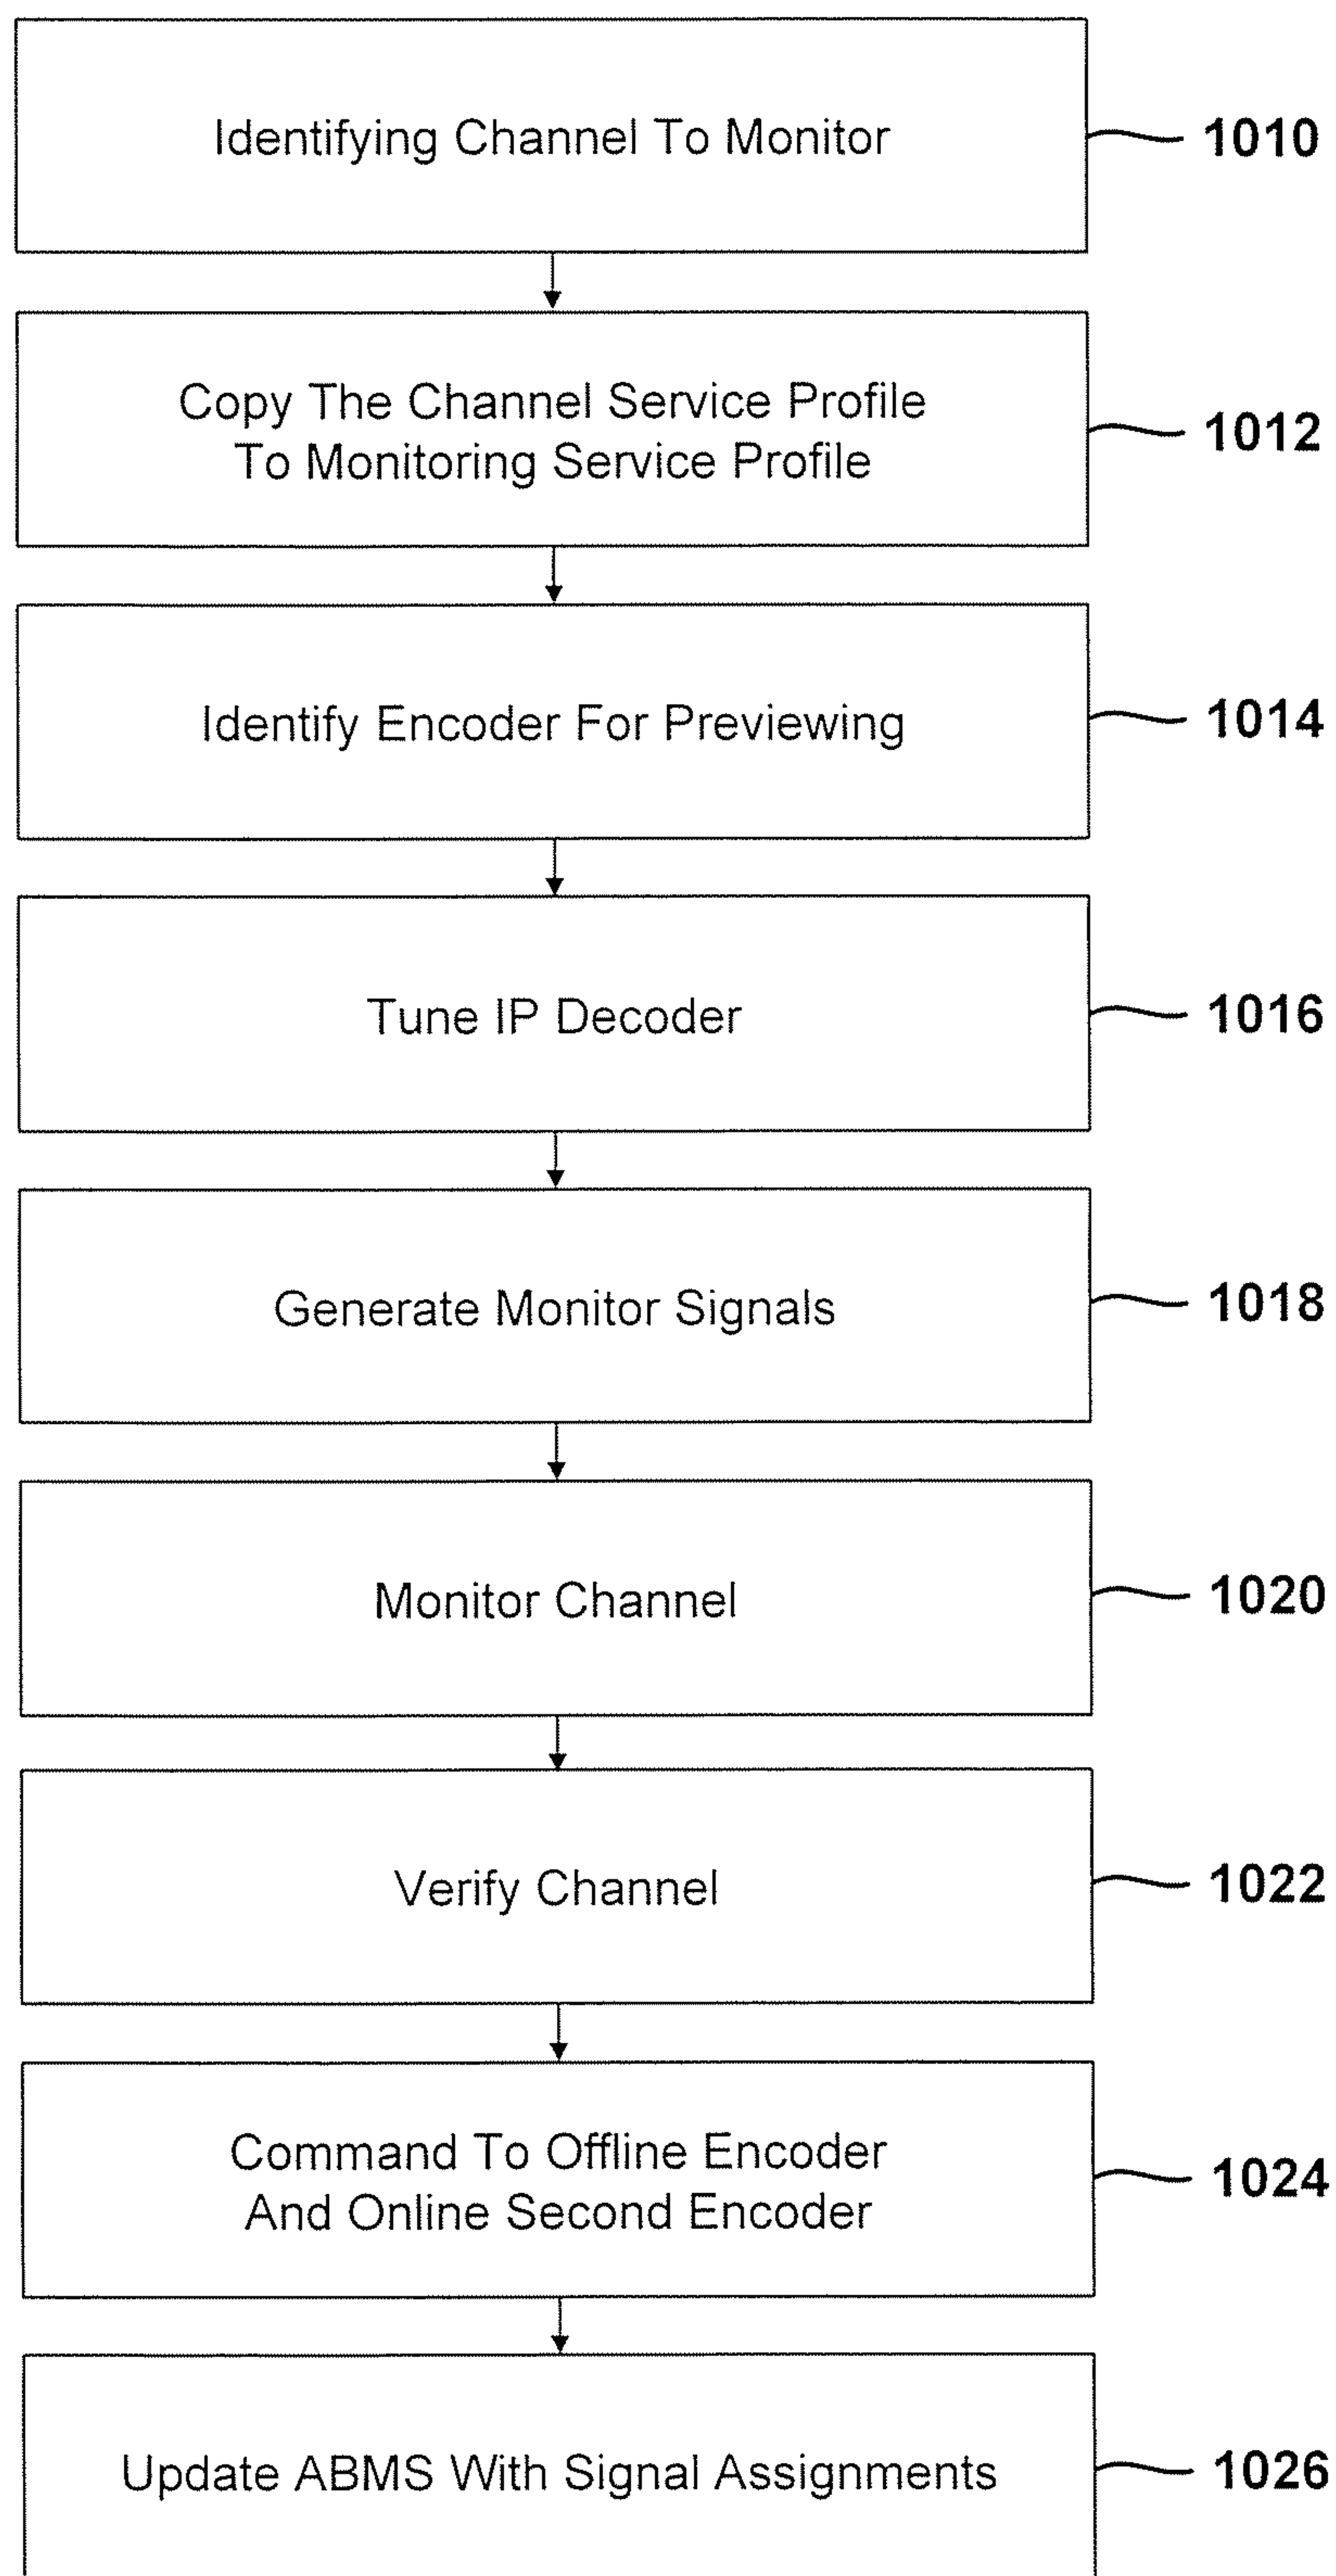 Identifying Channel To Monitor
1010
Copy The Channel Service Profile
To Monitoring Service Profile
1012
Identify Encoder For Previewing
1014
Tune IP Decoder
1016
Generate Monitor Signals
1018
Monitor Channel
1020
Verify Channel
1022
Command To Offline Encoder
And Online Second Encoder
1024
Update ABMS With Signal Assignments
1026